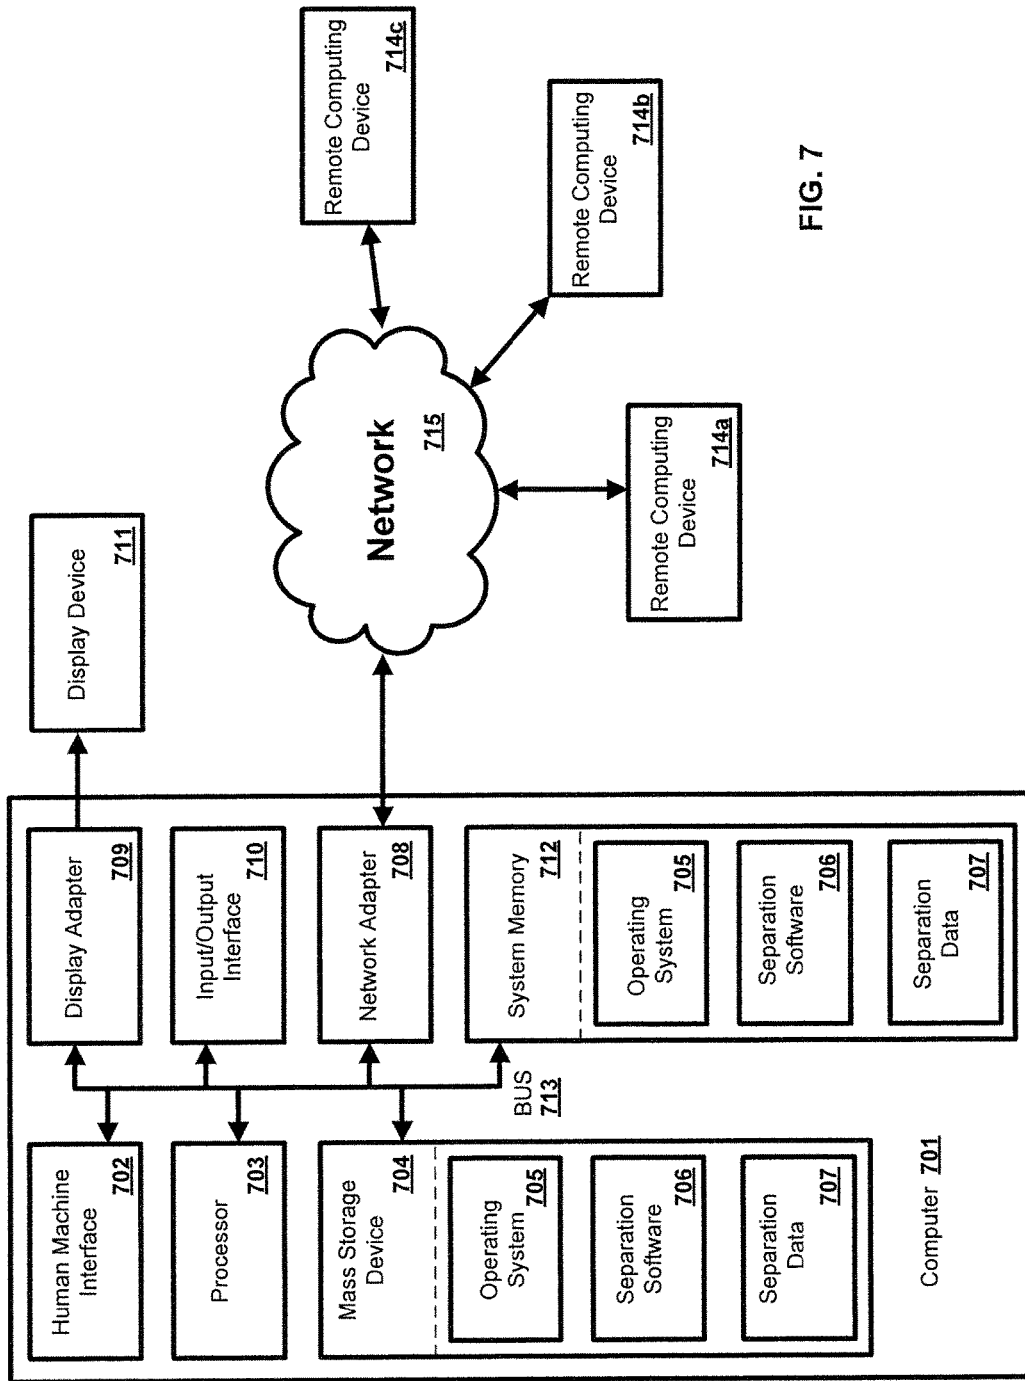 Human Machine
Interface
702
Processor
703
Mass Storage
Device
704
Operating
System
705
Separation
Software
706
Separation
Data
707
Computer 701
Display Adapter
709
Input/Output
Interface
710
Network Adapter
708
System Memory
712
Operating
System
705
Separation
Software
706
Separation
Data
707
BUS
713
Display Device
711
Network
715
Remote Computing
Device
714a
Remote Computing
Device
714b
Remote Computing
Device
714c
FIG. 7